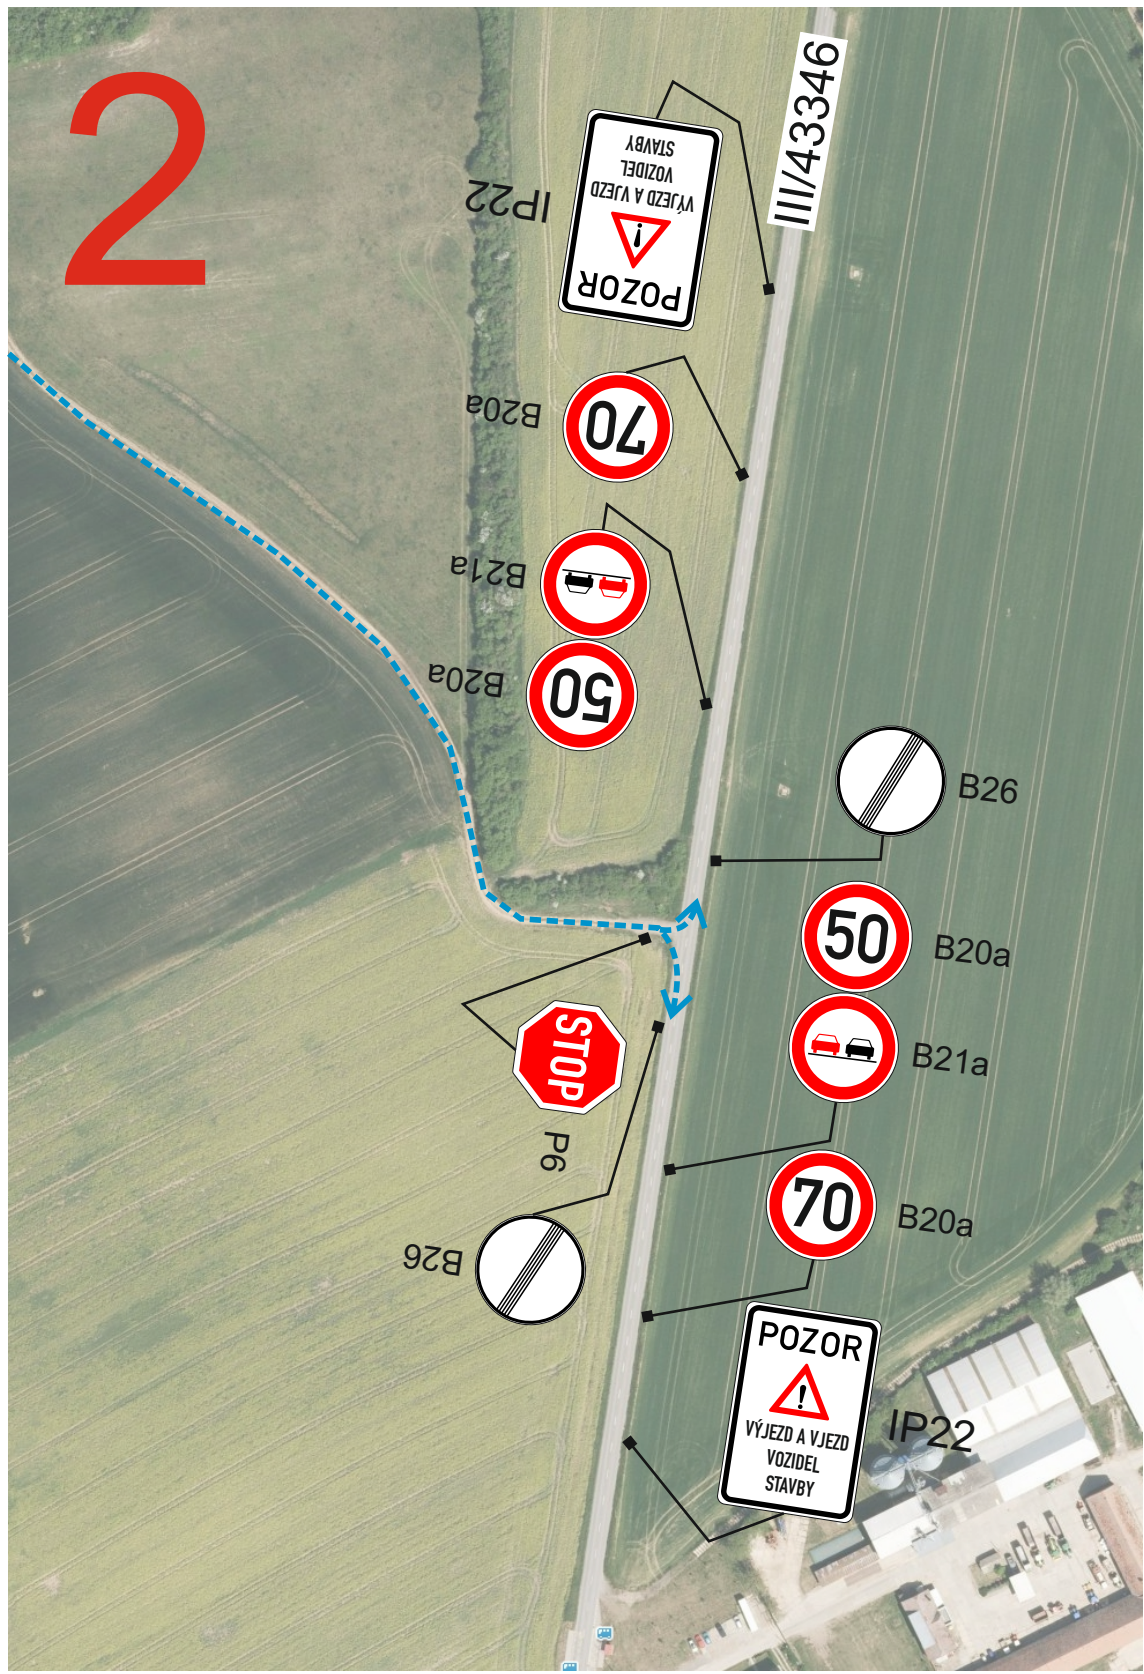 2
III/43346
IP22
POZOR
!
VÝJEZD A VJEZD
VOZIDEL
STAVBY
B20a
70
B21a
B20a
50
B26
50
B20a
B21a
STOP
P6
70
B20a
B26
POZOR
!
VÝJEZD A VJEZD
VOZIDEL
STAVBY
IP22